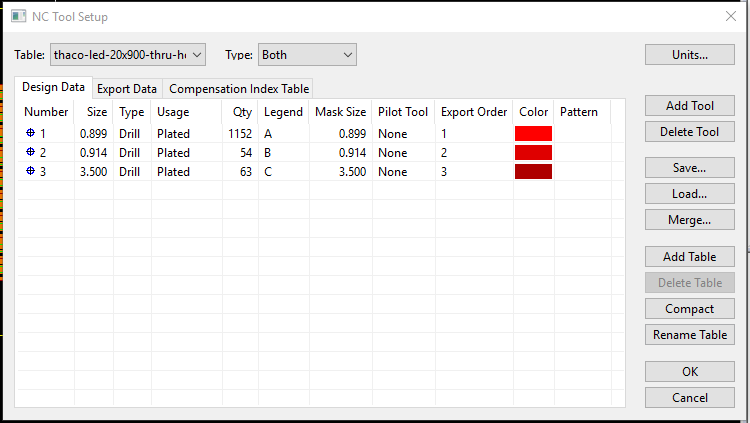 NC Tool Setup
Table: thaco-led-20x900-thru-h Type: Both Units...
Design Data Export Data Compensation Index Table
Number Size Type Usage Qty Legend Mask Size Pilot Tool Export Order Color Pattern
1 0.899 Drill Plated 1152 A 0.899 None 1
2 0.914 Drill Plated 54 B 0.914 None 2
3 3.500 Drill Plated 63 C 3.500 None 3
Add Tool
Delete Tool
Save...
Load...
Merge...
Add Table
Delete Table
Compact
Rename Table
OK
Cancel